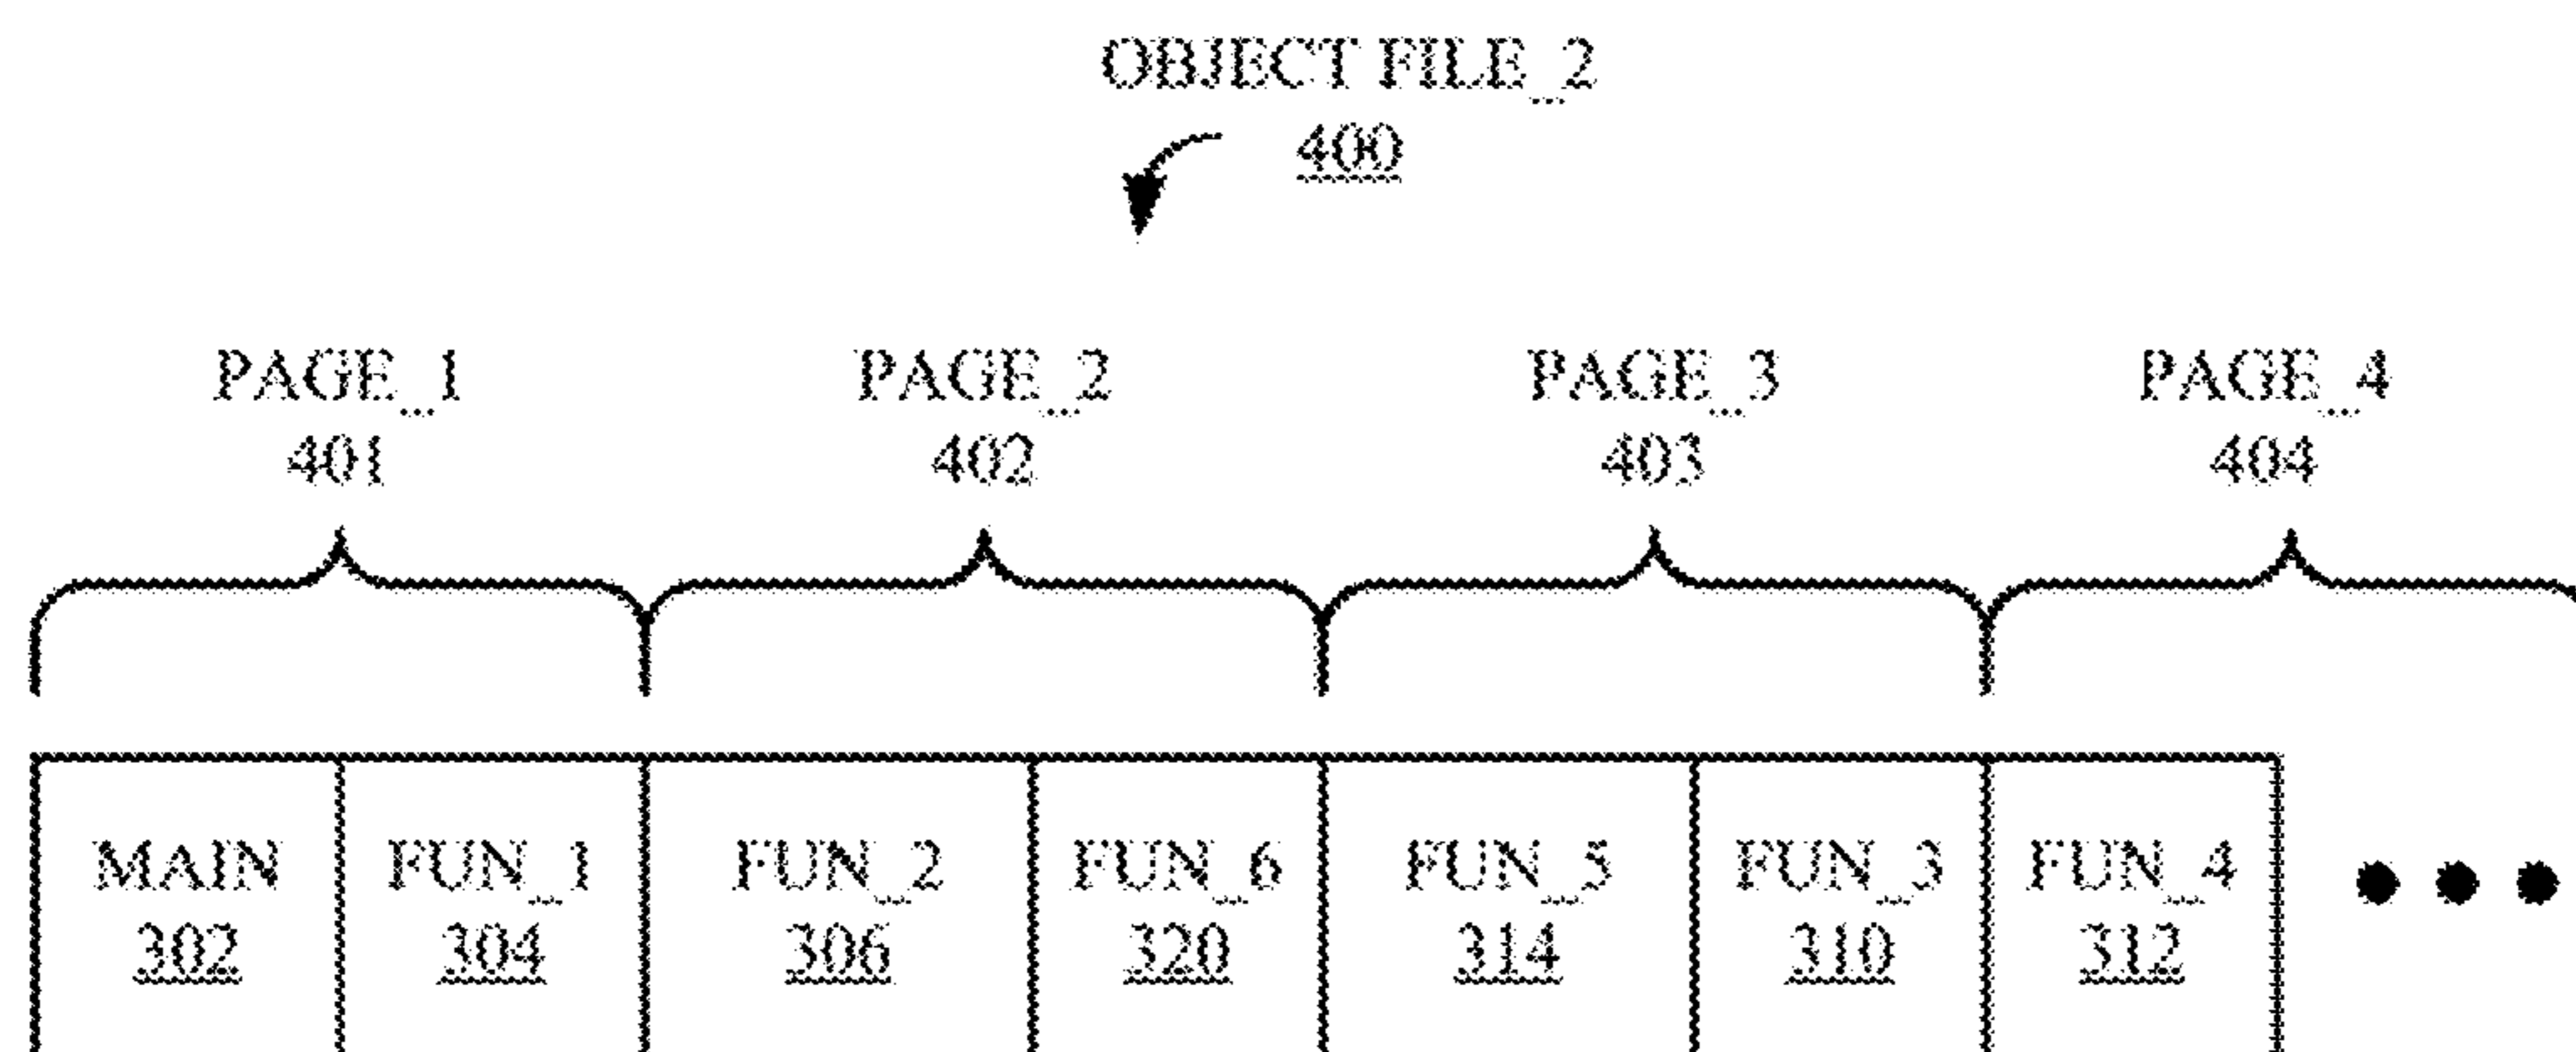 OBJECT FILE_2
400
PAGE_1 PAGE_2 PAGE_3 PAGE_4
401 402 403 404
MAIN FUN_1 FUN_2 FUN_6 FUN_5 FUN_3 FUN_4
302 304 306 320 314 310 312